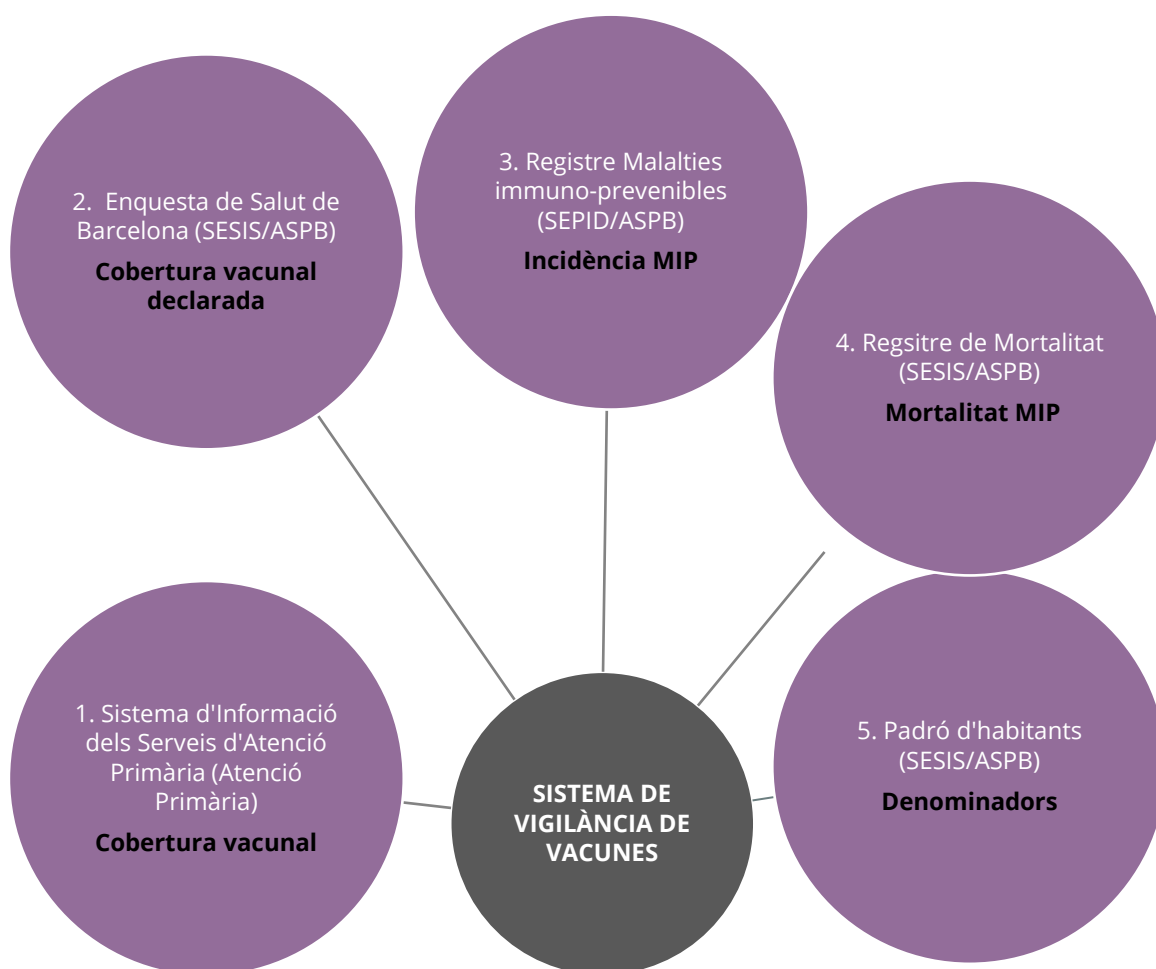 2. Enquesta de Salut de
Barcelona (SESIS/ASPB)
Cobertura vacunal
declarada
3. Registre Malalties
immuno-prevenibles
(SEPID/ASPB)
Incidència MIP
4. Regsitre de Mortalitat
(SESIS/ASPB)
Mortalitat MIP
1. Sistema d'Informació
dels Serveis d'Atenció
Primària (Atenció
Primària)
Cobertura vacunal
SISTEMA DE
VIGILÀNCIA DE
VACUNES
5. Padró d'habitants
(SESIS/ASPB)
Denominadors